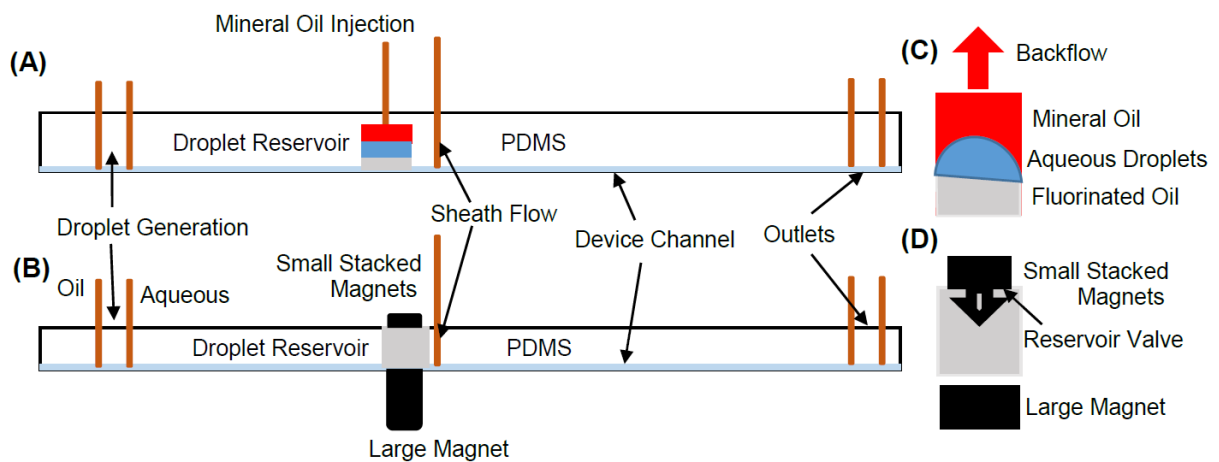 Mineral Oil Injection
(A)
Droplet Reservoir
PDMS
Droplet Generation
Sheath Flow
Device Channel
Outlets
(B)
Oil
Aqueous
Small Stacked
Magnets
Droplet Reservoir
PDMS
Large Magnet
(C)
Backflow
Mineral Oil
Aqueous Droplets
Fluorinated Oil
(D)
Small Stacked
Magnets
Reservoir Valve
Large Magnet